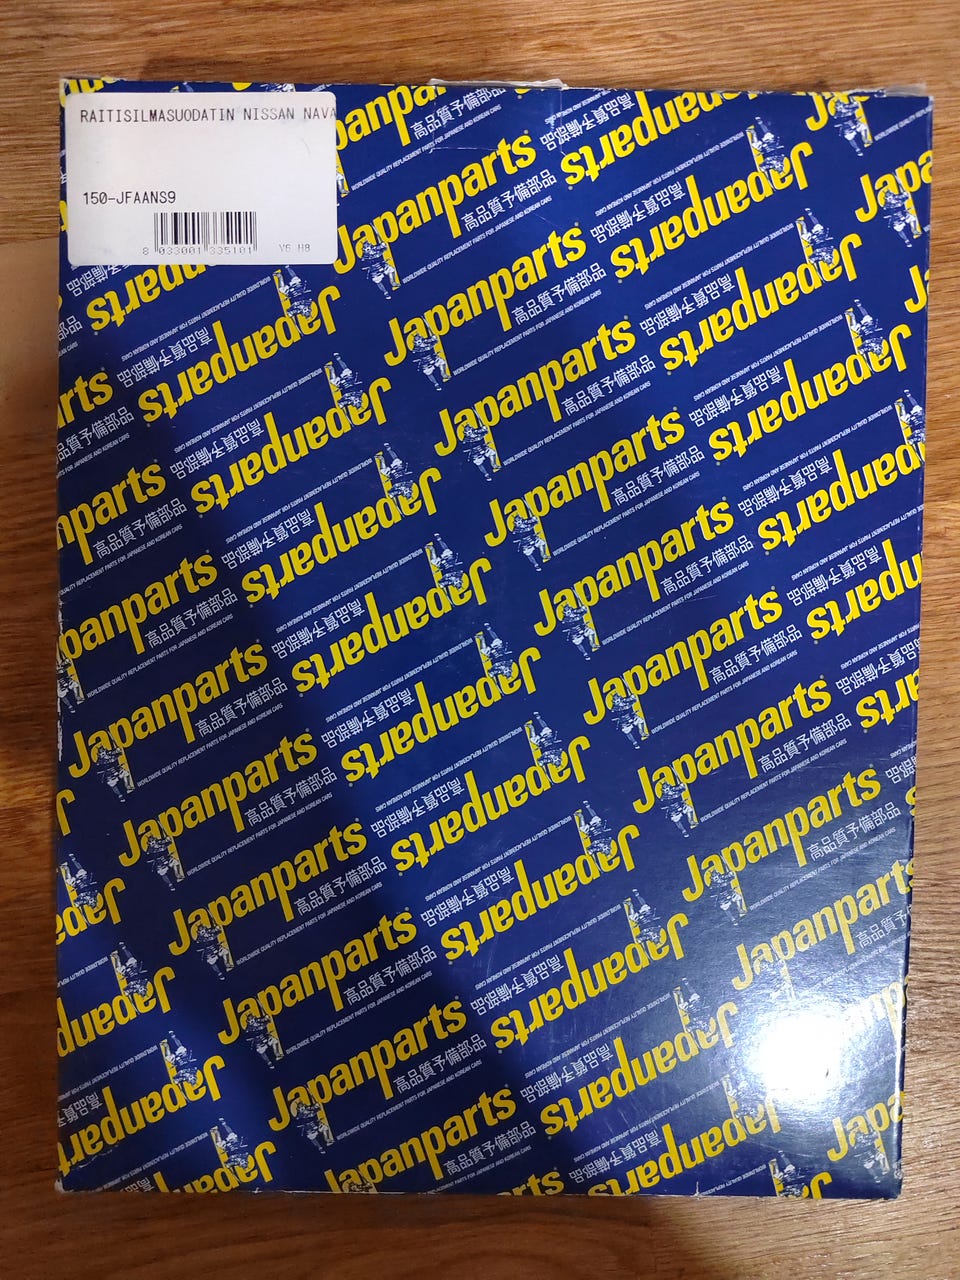 RAITISILMASUODATIN NISSAN NAVA
150-JFAANS9
8 033001 335101
V6 H8
Japanparts
高品質予備部品
WORLDWIDE QUALITY REPLACEMENT PARTS FOR JAPANESE AND KOREAN CARS